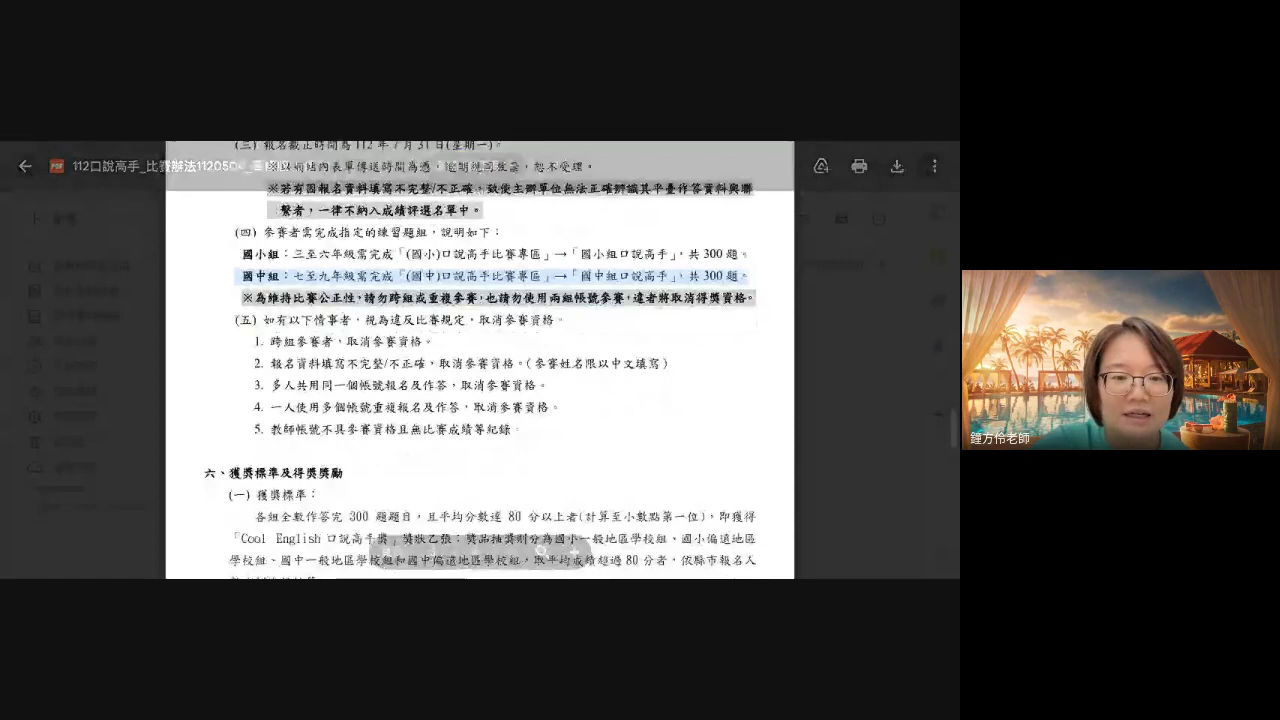 (三) 報名截止時間為 112 年 7 月 31 日(星期一)。
112口說高手_比賽辦法112050
※若有因報名資料填寫不完整/不正確,致使主辦單位無法正確辨識其平臺作答資料與聯
繫者,一律不納入成績評選名單中。
(四) 參賽者需完成指定的練習題組,說明如下:
國小組:三至六年級需完成「(國小)口說高手比賽專區」→「國小組口說高手」,共 300 題。
國中組:七至九年級需完成「(國中)口說高手比賽專區」→「國中組口說高手」,共 300 題。
※為維持比賽公正性,請勿跨組或重複參賽,也請勿使用兩組帳號參賽,違者將取消得獎資格。
(五) 如有以下情事者,視為違反比賽規定,取消參賽資格。
1. 跨組參賽者,取消參賽資格。
2. 報名資料填寫不完整/不正確,取消參賽資格。(參賽姓名限以中文填寫)
3. 多人共用同一個帳號報名及作答,取消參賽資格。
4. 一人使用多個帳號重複報名及作答,取消參賽資格。
5. 教師帳號不具參賽資格且無比賽成績等紀錄。
六、獲獎標準及得獎獎勵
(一) 獲獎標準:
各組全數作答完 300 題題目,且平均分數達 80 分以上者(計算至小數點第一位),即獲得
「Cool English 口說高手獎」獎狀乙張;獎品抽獎則分為國小一般地區學校組、國小偏遠地區
學校組、國中一般地區學校組和國中偏遠地區學校組,取平均成績超過 80 分者,依縣市報名人
鐘方伶老師